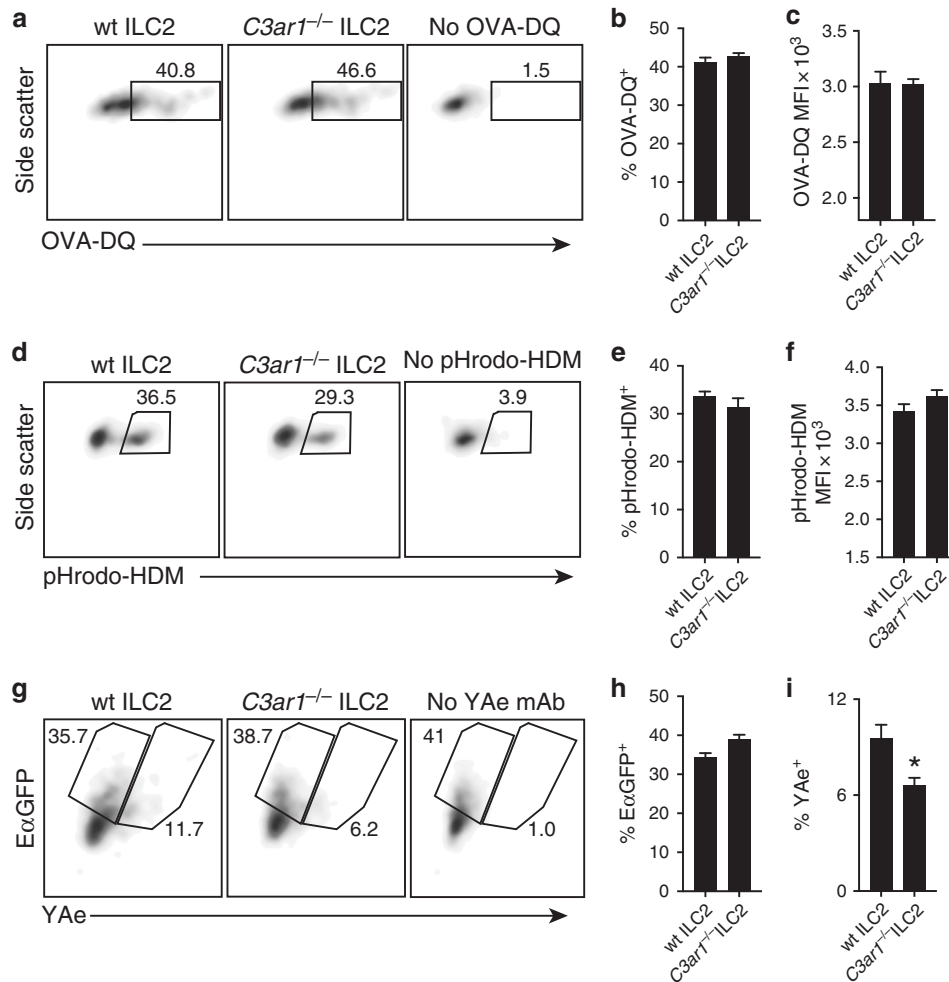 a
wt ILC2
C3ar1–/– ILC2
No OVA-DQ
40.8
46.6
1.5
Side scatter
OVA-DQ
b
% OVA-DQ+
50
40
30
20
10
0
wt ILC2
C3ar1–/–ILC2
c
OVA-DQ MFI × 10³
3.5
3.0
2.5
2.0
wt ILC2
C3ar1–/–ILC2
d
wt ILC2
C3ar1–/– ILC2
No pHrodo-HDM
36.5
29.3
3.9
Side scatter
pHrodo-HDM
e
% pHrodo-HDM+
40
30
20
10
0
wt ILC2
C3ar1–/–ILC2
f
pHrodo-HDM
MFI × 10³
4.0
3.5
3.0
2.5
2.0
1.5
wt ILC2
C3ar1–/–ILC2
g
wt ILC2
C3ar1–/– ILC2
No YAe mAb
35.7
38.7
41
11.7
6.2
1.0
EαGFP
YAe
h
% EαGFP+
50
40
30
20
10
0
wt ILC2
C3ar1–/–ILC2
i
% YAe+
12
6
0
*
wt ILC2
C3ar1–/–ILC2